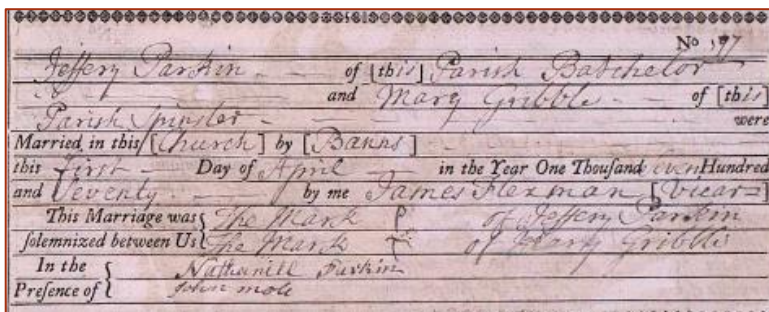 No 197
Jeffery Parkin of [this] Parish Batchelor
and Mary Gribble of [this]
Parish Spinster were
Married in this [Church] by [Banns]
this first Day of April in the Year One Thousand Seven Hundred
and Seventy by me James Flexman [Vicar]
This Marriage was { The Mark of Jeffery Parkin
solemnized between Us { The Mark of Mary Gribble
In the { Nathaniel Parkin
Presence of { John mole